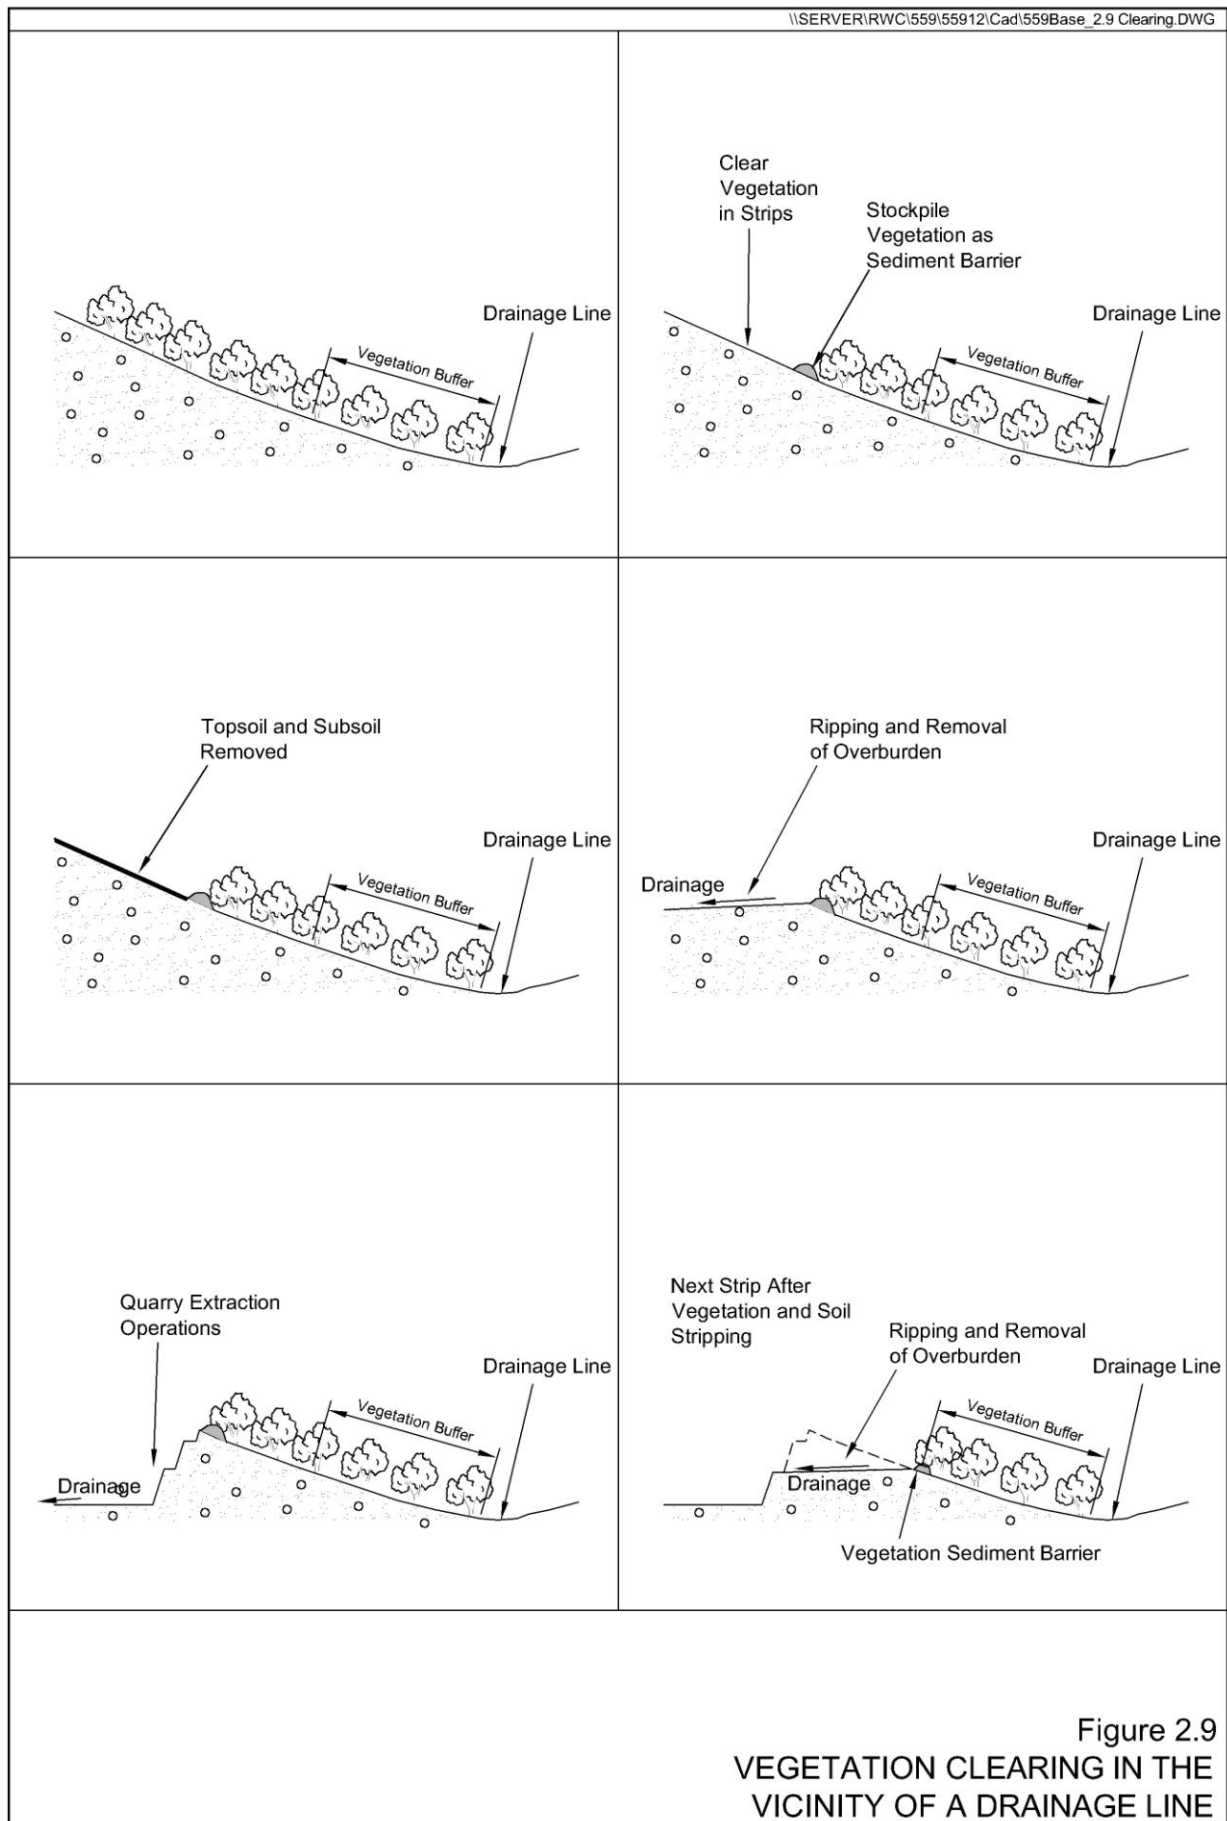 \\SERVER\RWC\559\55912\Cad\559Base_2.9 Clearing.DWG
Drainage Line
Vegetation Buffer
Clear
Vegetation
in Strips
Stockpile
Vegetation as
Sediment Barrier
Drainage Line
Vegetation Buffer
Topsoil and Subsoil
Removed
Drainage Line
Vegetation Buffer
Ripping and Removal
of Overburden
Drainage Line
Drainage
Vegetation Buffer
Quarry Extraction
Operations
Drainage Line
Vegetation Buffer
Drainage
Next Strip After
Vegetation and Soil
Stripping
Ripping and Removal
of Overburden
Drainage Line
Vegetation Buffer
Drainage
Vegetation Sediment Barrier
Figure 2.9
VEGETATION CLEARING IN THE
VICINITY OF A DRAINAGE LINE